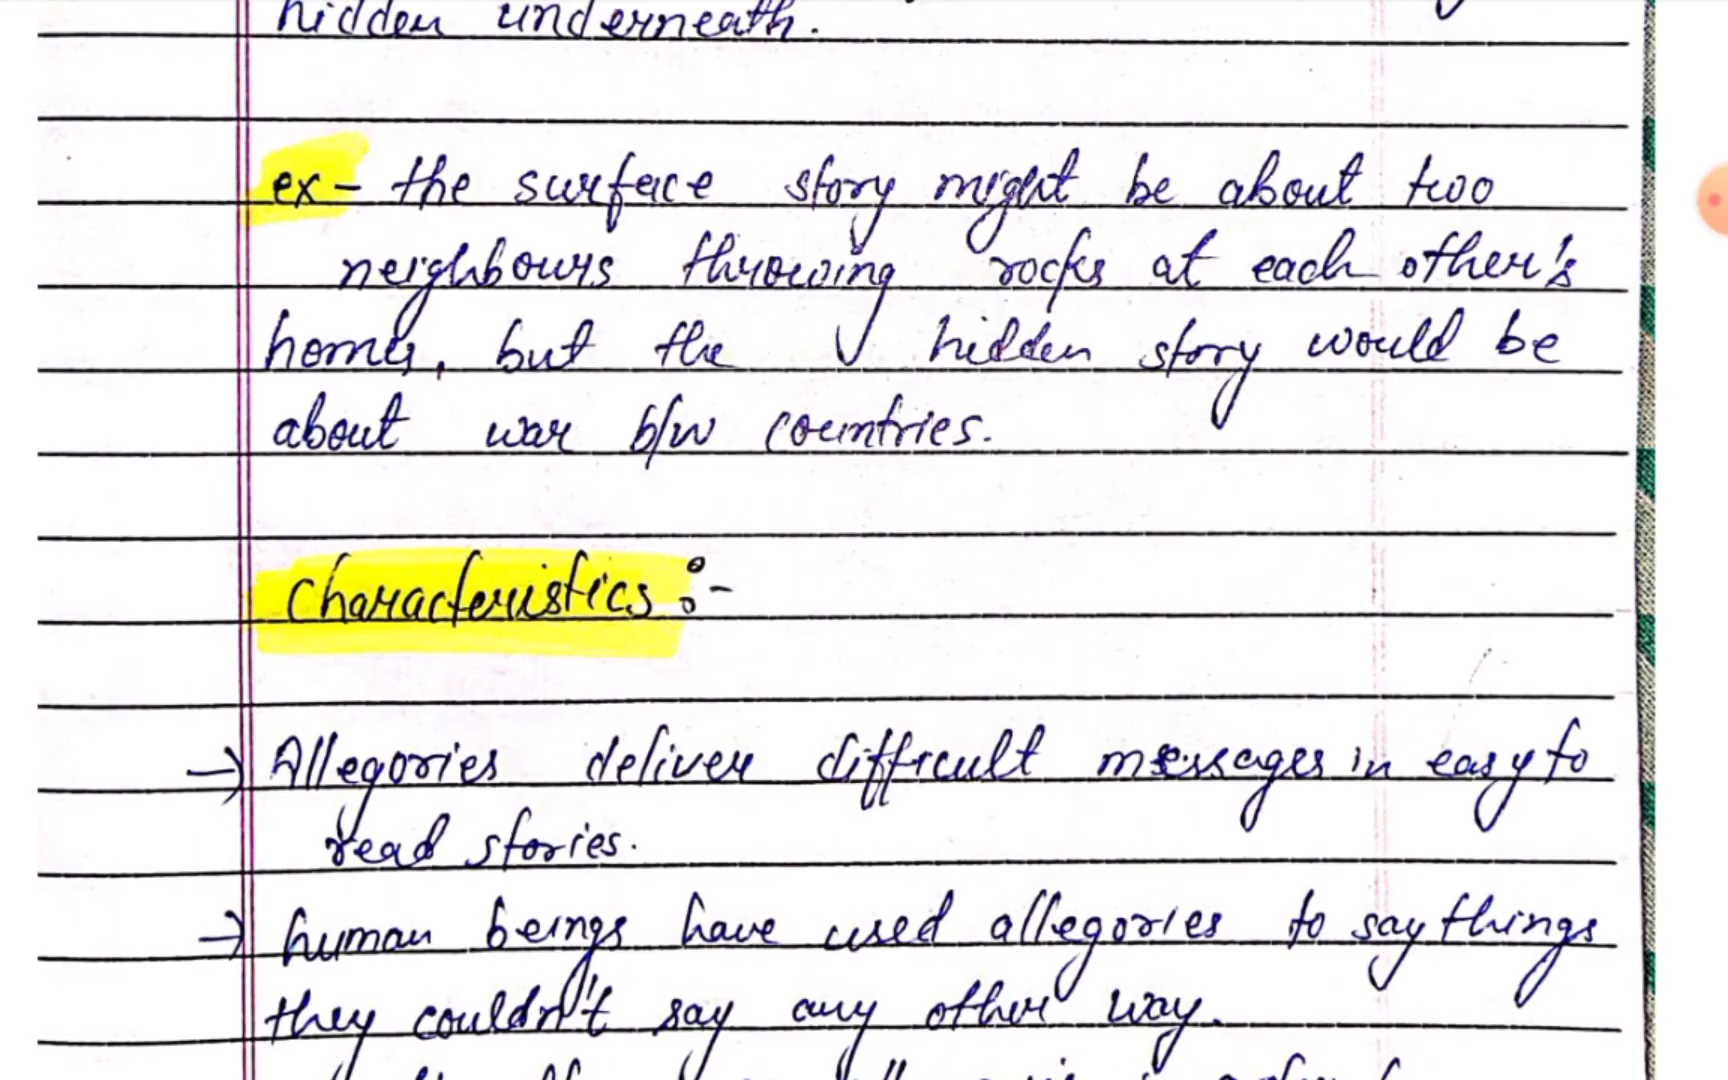 hidden underneath.
ex- the surface story might be about two
neighbours throwing rocks at each other's
homes, but the hidden story would be
about war b/w countries.
Characteristics :-
→ Allegories deliver difficult messages in easy to
read stories.
→ human beings have used allegories to say things
they couldn't say any other way.